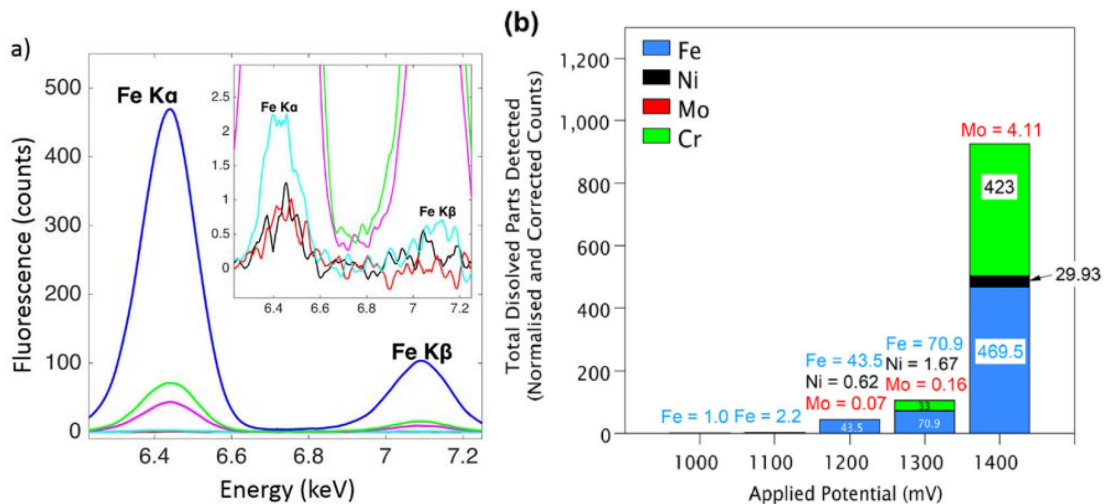 a)
Fluorescence (counts)
500
400
300
200
100
0
Fe Kα
Fe Kβ
2.5
2
1.5
1
0.5
0
Fe Kα
Fe Kβ
6.4
6.6
6.8
7
7.2
6.4
6.6
6.8
7
7.2
Energy (keV)
(b)
Total Disolved Parts Detected
(Normalised and Corrected Counts)
1,200
1,000
800
600
400
200
0
Fe
Ni
Mo
Cr
Fe = 1.0
Fe = 2.2
Fe = 43.5
Ni = 0.62
Mo = 0.07
43.5
Fe = 70.9
Ni = 1.67
Mo = 0.16
33
70.9
Mo = 4.11
423
29.93
469.5
1000
1100
1200
1300
1400
Applied Potential (mV)